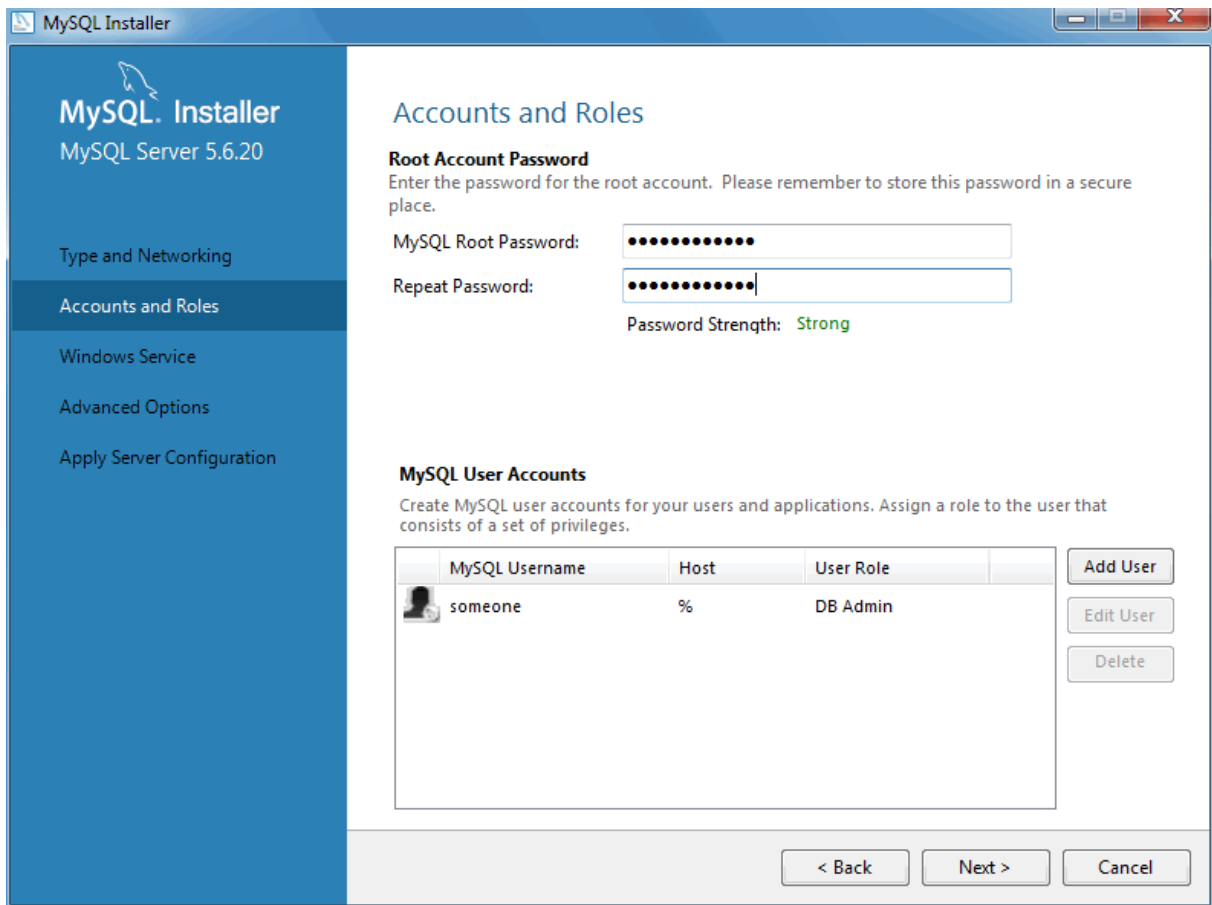 MySQL Installer
MySQL. Installer
MySQL Server 5.6.20
Type and Networking
Accounts and Roles
Windows Service
Advanced Options
Apply Server Configuration
Accounts and Roles
Root Account Password
Enter the password for the root account. Please remember to store this password in a secure
place.
MySQL Root Password: ●●●●●●●●●●●●
Repeat Password: ●●●●●●●●●●●●
Password Strength: Strong
MySQL User Accounts
Create MySQL user accounts for your users and applications. Assign a role to the user that
consists of a set of privileges.
MySQL Username Host User Role
someone % DB Admin
Add User
Edit User
Delete
< Back Next > Cancel